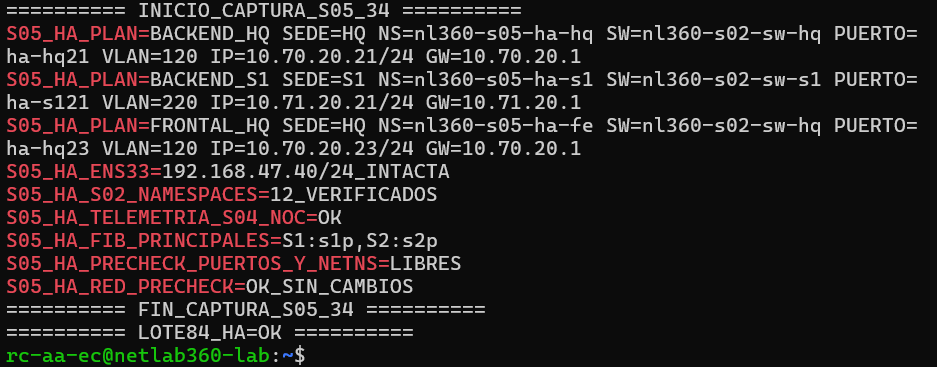 ========== INICIO_CAPTURA_S05_34 ==========
S05_HA_PLAN=BACKEND_HQ SEDE=HQ NS=nl360-s05-ha-hq SW=nl360-s02-sw-hq PUERTO=
ha-hq21 VLAN=120 IP=10.70.20.21/24 GW=10.70.20.1
S05_HA_PLAN=BACKEND_S1 SEDE=S1 NS=nl360-s05-ha-s1 SW=nl360-s02-sw-s1 PUERTO=
ha-s121 VLAN=220 IP=10.71.20.21/24 GW=10.71.20.1
S05_HA_PLAN=FRONTAL_HQ SEDE=HQ NS=nl360-s05-ha-fe SW=nl360-s02-sw-hq PUERTO=
ha-hq23 VLAN=120 IP=10.70.20.23/24 GW=10.70.20.1
S05_HA_ENS33=192.168.47.40/24_INTACTA
S05_HA_S02_NAMESPACES=12_VERIFICADOS
S05_HA_TELEMETRIA_S04_NOC=OK
S05_HA_FIB_PRINCIPALES=S1:s1p,S2:s2p
S05_HA_PRECHECK_PUERTOS_Y_NETNS=LIBRES
S05_HA_RED_PRECHECK=OK_SIN_CAMBIOS
========== FIN_CAPTURA_S05_34 ==========
========== LOTE84_HA=OK ==========
rc-aa-ec@netlab360-lab:~$